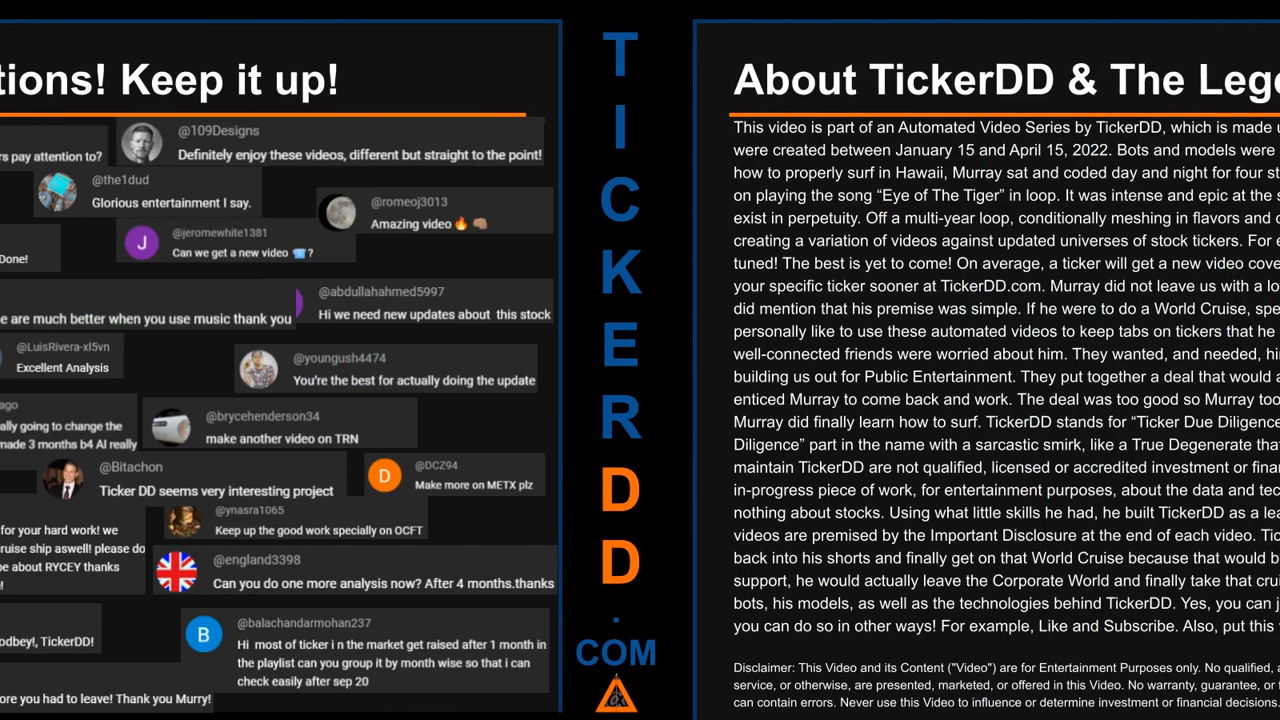 tions! Keep it up!
rs pay attention to?
@109Designs
Definitely enjoy these videos, different but straight to the point!
@the1dud
Glorious entertainment I say.
@romeoj3013
Amazing video 🔥 👊🏽
Done!
@jeromewhite1381
Can we get a new video 🩵?
@abdullahahmed5997
Hi we need new updates about this stock
e are much better when you use music thank you
@LuisRivera-xl5vn
Excellent Analysis
@youngush4474
You're the best for actually doing the update
ago
ally going to change the
made 3 months b4 AI really
@brycehenderson34
make another video on TRN
@Bitachon
Ticker DD seems very interesting project
@DCZ94
Make more on METX plz
@ynasra1065
Keep up the good work specially on OCFT
for your hard work! we
cruise ship aswell! please do
be about RYCEY thanks
!
@england3398
Can you do one more analysis now? After 4 months.thanks
odbey!, TickerDD!
@balachandarmohan237
Hi most of ticker i n the market get raised after 1 month in
the playlist can you group it by month wise so that i can
check easily after sep 20
ore you had to leave! Thank you Murry!
J
D
B
T
I
C
K
E
R
D
D
.
COM
About TickerDD & The Lege
This video is part of an Automated Video Series by TickerDD, which is made u
were created between January 15 and April 15, 2022. Bots and models were
how to properly surf in Hawaii, Murray sat and coded day and night for four st
on playing the song “Eye of The Tiger” in loop. It was intense and epic at the s
exist in perpetuity. Off a multi-year loop, conditionally meshing in flavors and c
creating a variation of videos against updated universes of stock tickers. For e
tuned! The best is yet to come! On average, a ticker will get a new video cove
your specific ticker sooner at TickerDD.com. Murray did not leave us with a lo
did mention that his premise was simple. If he were to do a World Cruise, spe
personally like to use these automated videos to keep tabs on tickers that he
well-connected friends were worried about him. They wanted, and needed, hi
building us out for Public Entertainment. They put together a deal that would a
enticed Murray to come back and work. The deal was too good so Murray too
Murray did finally learn how to surf. TickerDD stands for “Ticker Due Diligence
Diligence” part in the name with a sarcastic smirk, like a True Degenerate tha
maintain TickerDD are not qualified, licensed or accredited investment or finar
in-progress piece of work, for entertainment purposes, about the data and tec
nothing about stocks. Using what little skills he had, he built TickerDD as a lea
videos are premised by the Important Disclosure at the end of each video. Tic
back into his shorts and finally get on that World Cruise because that would b
support, he would actually leave the Corporate World and finally take that crui
bots, his models, as well as the technologies behind TickerDD. Yes, you can j
you can do so in other ways! For example, Like and Subscribe. Also, put this
Disclaimer: This Video and its Content ("Video") are for Entertainment Purposes only. No qualified, a
service, or otherwise, are presented, marketed, or offered in this Video. No warranty, guarantee, or f
can contain errors. Never use this Video to influence or determine investment or financial decisions.